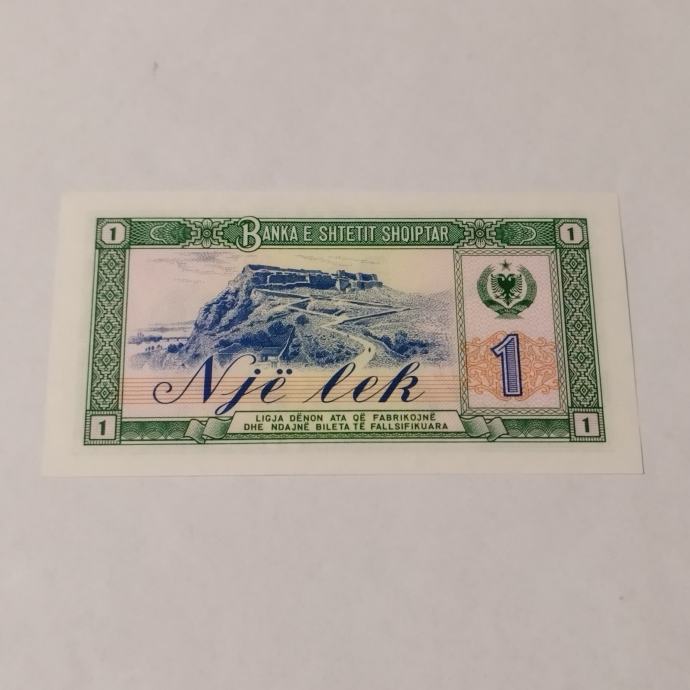 1
BANKA E SHTETIT SHQIPTAR
1
1
Një lek
LIGJA DËNON ATA QË FABRIKOJNË
DHE NDAJNË BILETA TË FALLSIFIKUARA
1
1